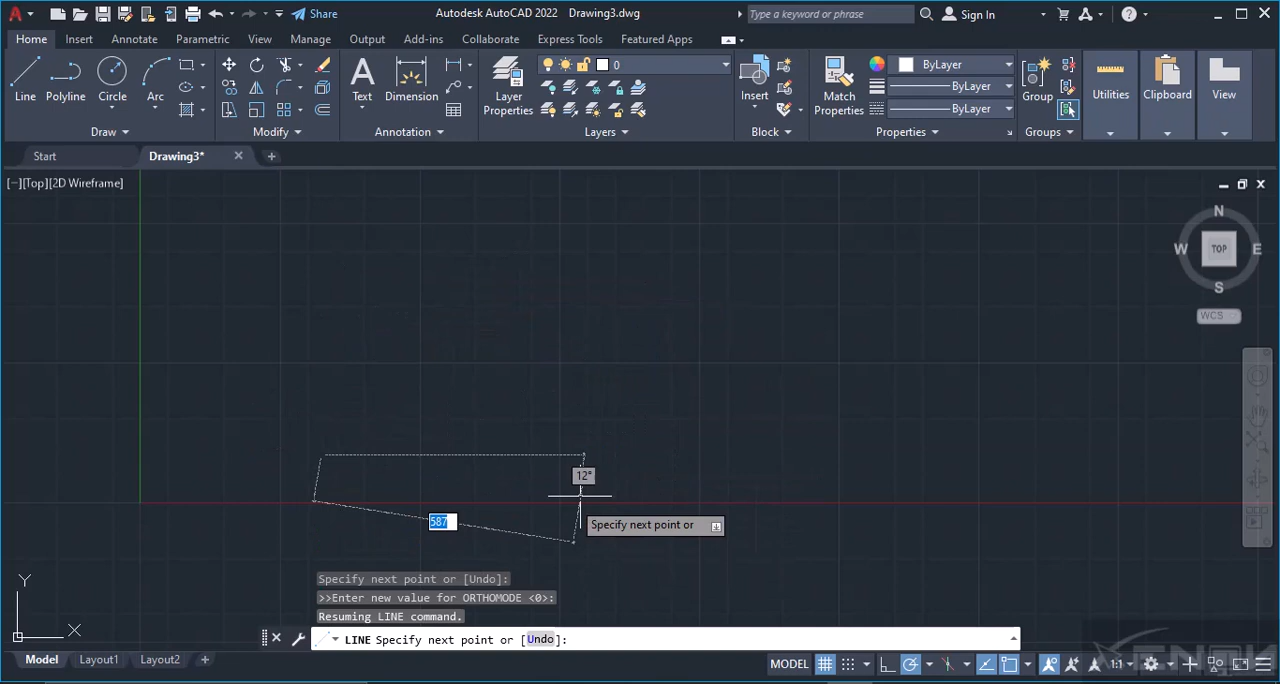 Share
Autodesk AutoCAD 2022 Drawing3.dwg
Type a keyword or phrase
Sign In
Home Insert Annotate Parametric View Manage Output Add-ins Collaborate Express Tools Featured Apps
Line Polyline Circle Arc
Text Dimension
Layer Properties
0
Insert
Match Properties
ByLayer
ByLayer
ByLayer
Group
Utilities
Clipboard
View
Draw Modify Annotation Layers Block Properties Groups
Start Drawing3*
[−][Top][2D Wireframe]
N
W TOP E
S
WCS
12°
587
Specify next point or
Specify next point or [Undo]:
>>Enter new value for ORTHOMODE <0>:
Resuming LINE command.
LINE Specify next point or [Undo]:
Y
X
Model Layout1 Layout2
MODEL
1:1